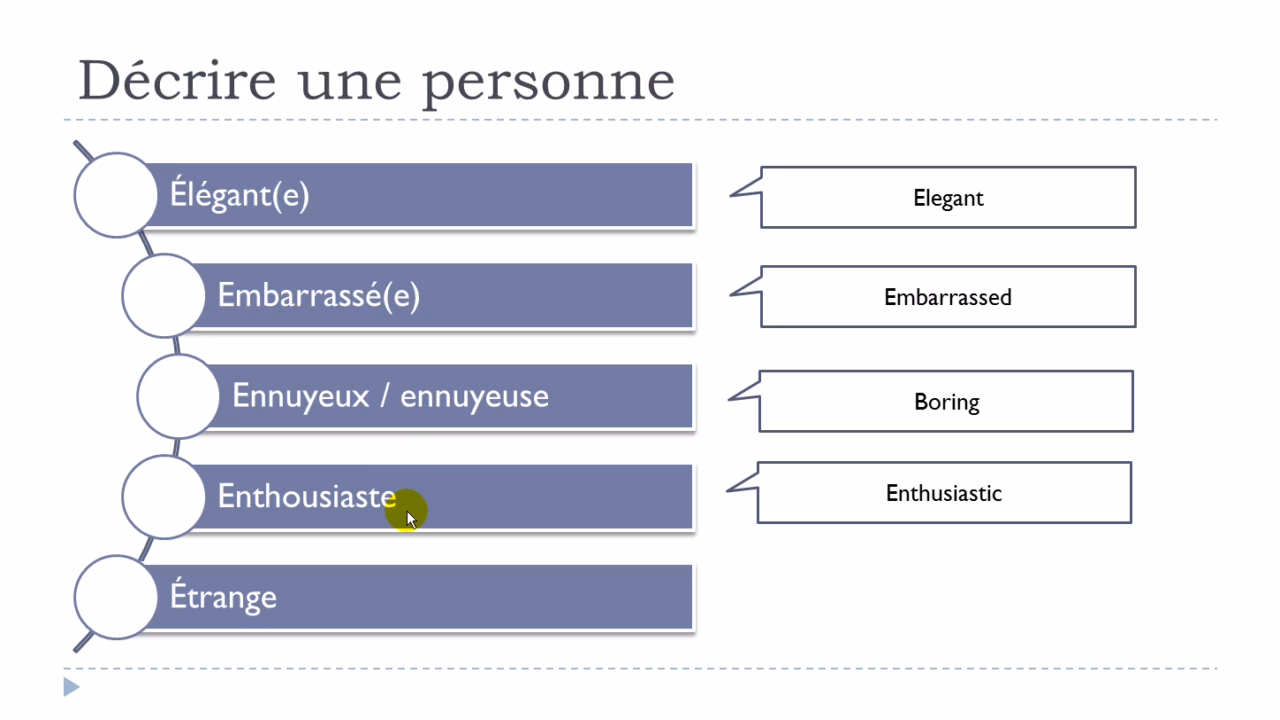 Décrire une personne
Élégant(e)
Elegant
Embarrassé(e)
Embarrassed
Ennuyeux / ennuyeuse
Boring
Enthousiaste
Enthusiastic
Étrange